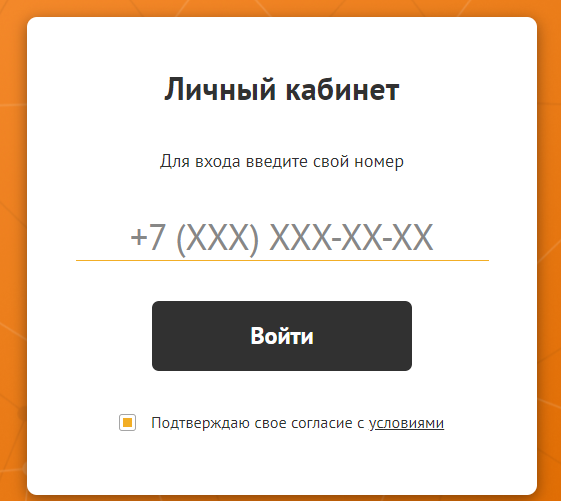 Личный кабинет
Для входа введите свой номер
+7 (XXX) XXX-XX-XX
Войти
Подтверждаю свое согласие с условиями